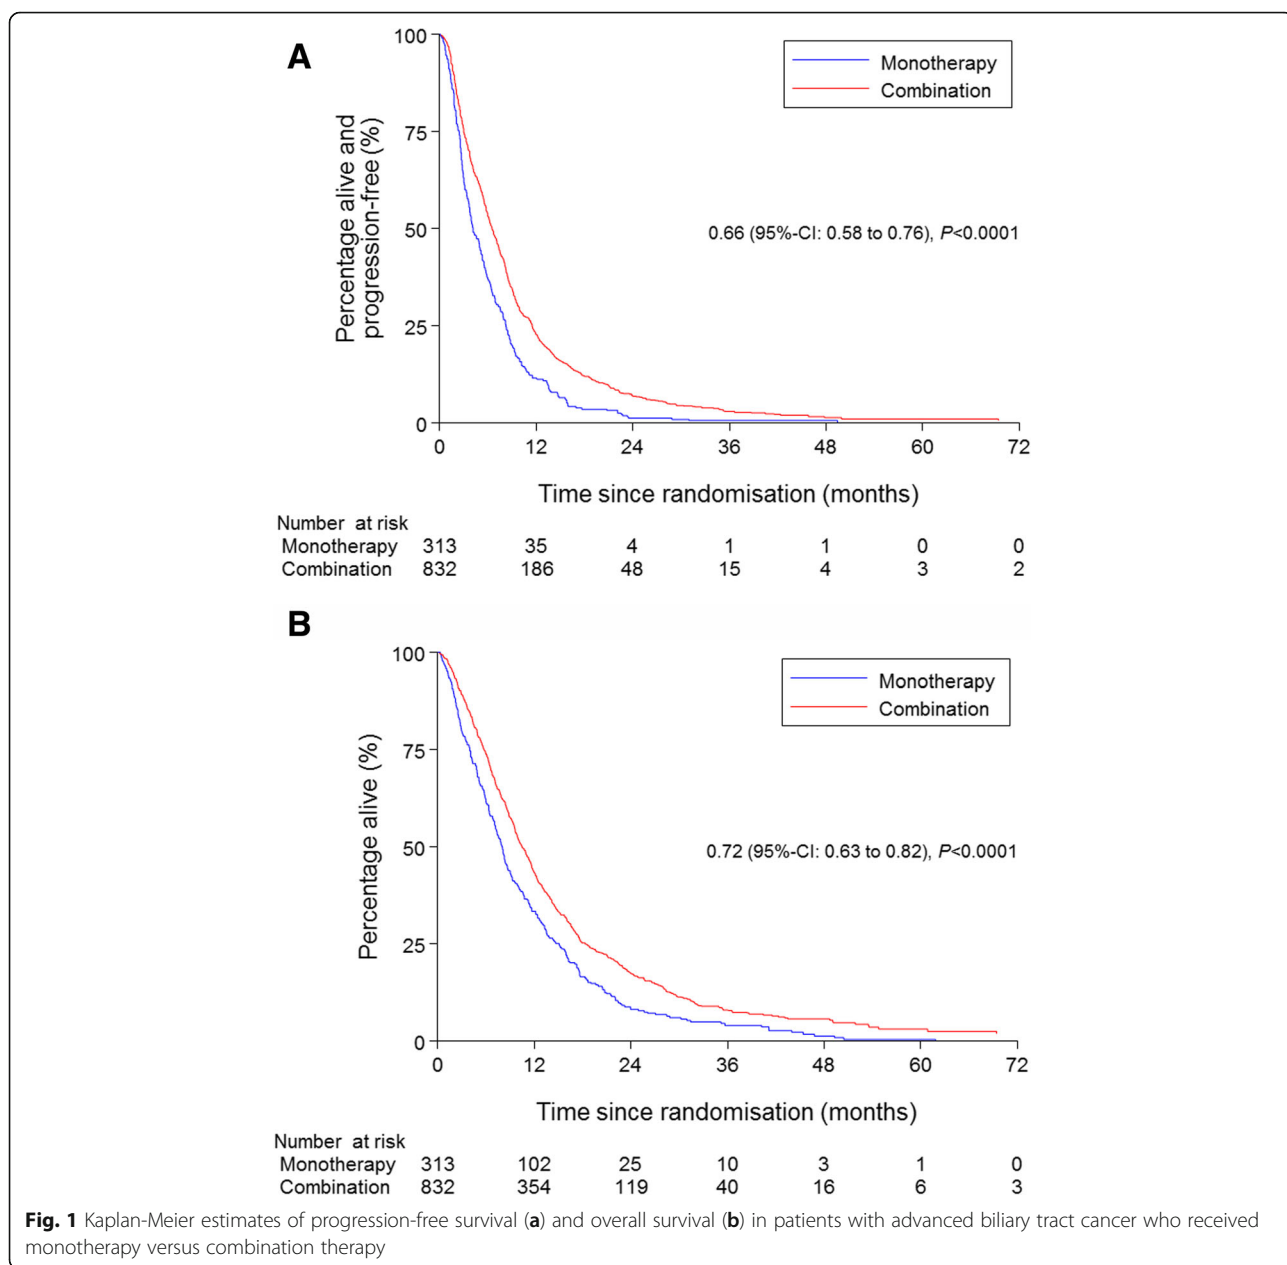 A
100
75
50
25
0
Percentage alive and
progression-free (%)
Monotherapy
Combination
0.66 (95%-CI: 0.58 to 0.76), P<0.0001
0 12 24 36 48 60 72
Time since randomisation (months)
Number at risk
Monotherapy 313 35 4 1 1 0 0
Combination 832 186 48 15 4 3 2
B
100
75
50
25
0
Percentage alive (%)
Monotherapy
Combination
0.72 (95%-CI: 0.63 to 0.82), P<0.0001
0 12 24 36 48 60 72
Time since randomisation (months)
Number at risk
Monotherapy 313 102 25 10 3 1 0
Combination 832 354 119 40 16 6 3
Fig. 1 Kaplan-Meier estimates of progression-free survival (a) and overall survival (b) in patients with advanced biliary tract cancer who received
monotherapy versus combination therapy